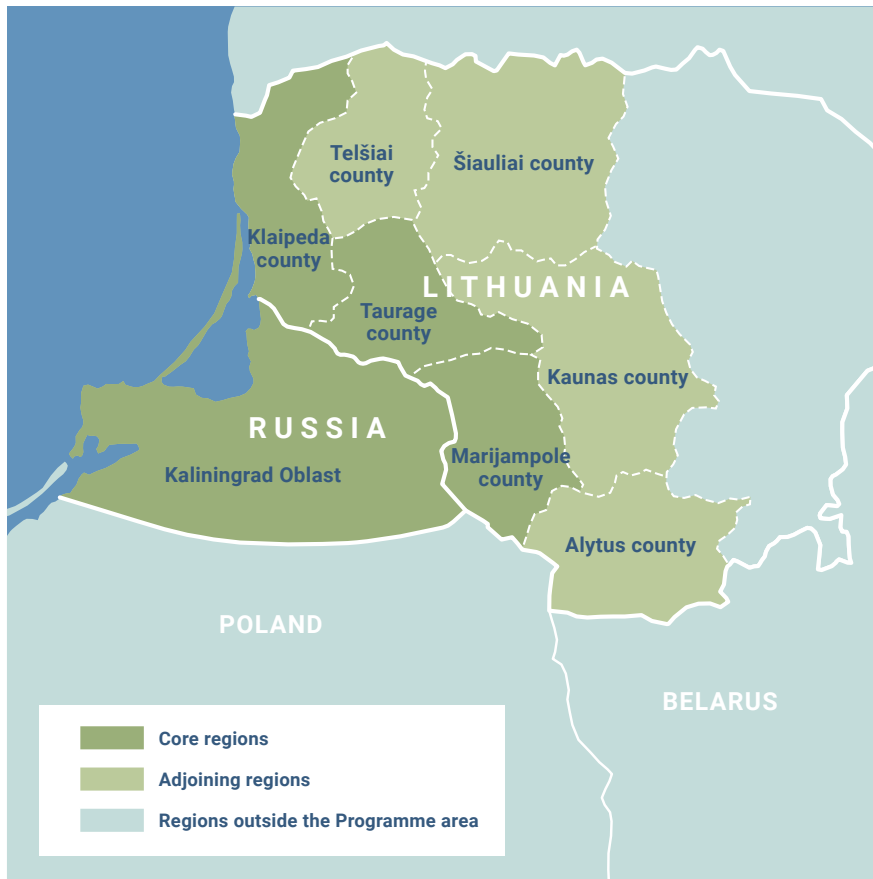 Telšiai
county
Šiauliai county
Klaipeda
county
LITHUANIA
Taurage
county
Kaunas county
RUSSIA
Marijampole
county
Kaliningrad Oblast
Alytus county
POLAND
BELARUS
Core regions
Adjoining regions
Regions outside the Programme area